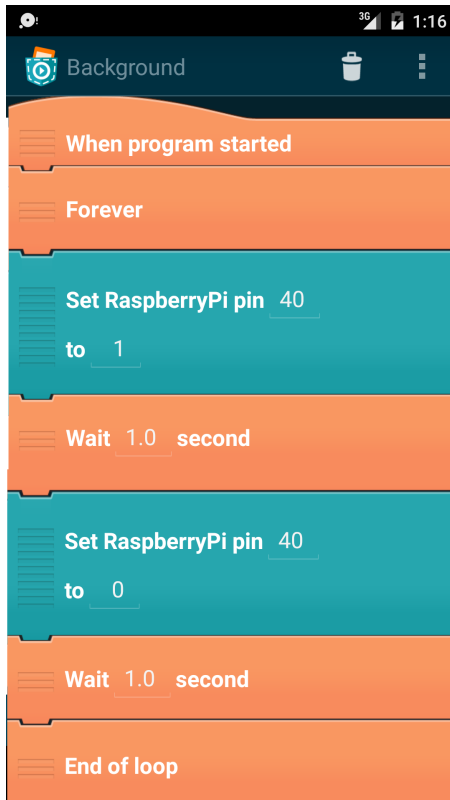 3G 1:16
Background
When program started
Forever
Set RaspberryPi pin 40
to 1
Wait 1.0 second
Set RaspberryPi pin 40
to 0
Wait 1.0 second
End of loop